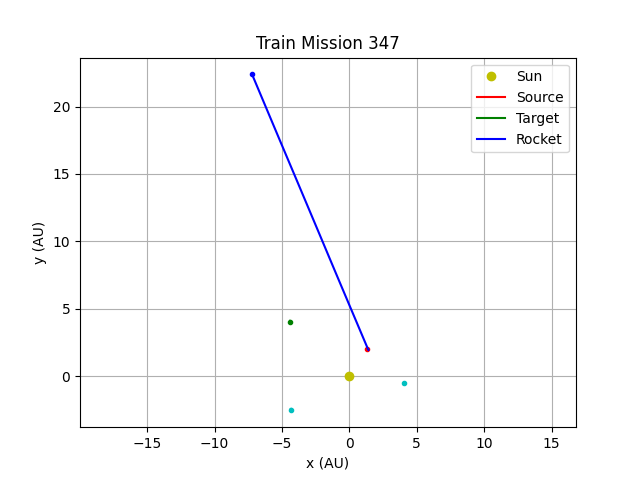 Train Mission 347
Sun
Source
Target
Rocket
y (AU)
20
15
10
5
0
−15
−10
−5
0
5
10
15
x (AU)